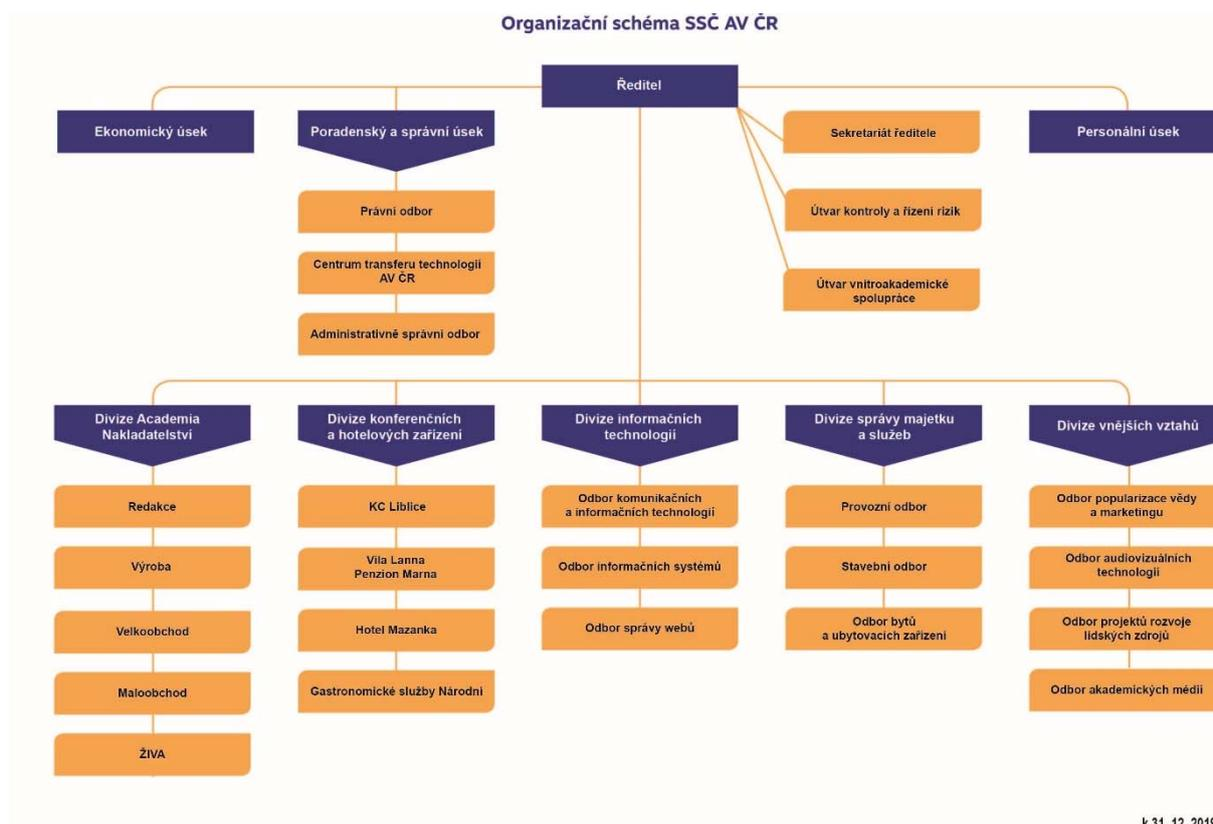 Organizační schéma SSČ AV ČR
Ředitel
Ekonomický úsek
Poradenský a správní úsek
Sekretariát ředitele
Personální úsek
Právní odbor
Útvar kontroly a řízení rizik
Centrum transferu technologií
AV ČR
Útvar vnitroakademické
spolupráce
Administrativně správní odbor
Divize Academia
Nakladatelství
Divize konferenčních
a hotelových zařízení
Divize informačních
technologií
Divize správy majetku
a služeb
Divize vnějších vztahů
Redakce
Výroba
Velkoobchod
Maloobchod
ŽIVA
KC Liblice
Vila Lanna
Penzion Marna
Hotel Mazanka
Gastronomické služby Národní
Odbor komunikačních
a informačních technologií
Odbor informačních systémů
Odbor správy webů
Provozní odbor
Stavební odbor
Odbor bytů
a ubytovacích zařízení
Odbor popularizace vědy
a marketingu
Odbor audiovizuálních
technologií
Odbor projektů rozvoje
lidských zdrojů
Odbor akademických médií
k 31. 12. 2019